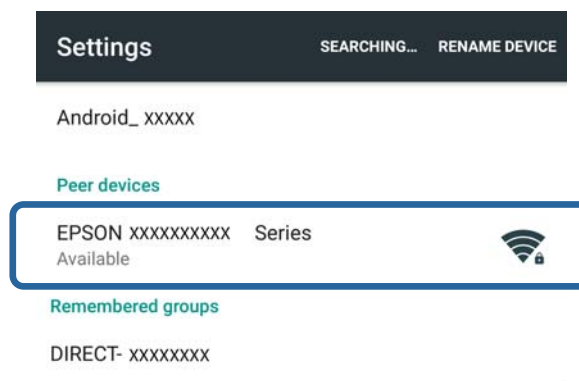 Settings SEARCHING... RENAME DEVICE
Android_ xxxxx
Peer devices
EPSON xxxxxxxxxx Series
Available
Remembered groups
DIRECT- xxxxxxxx